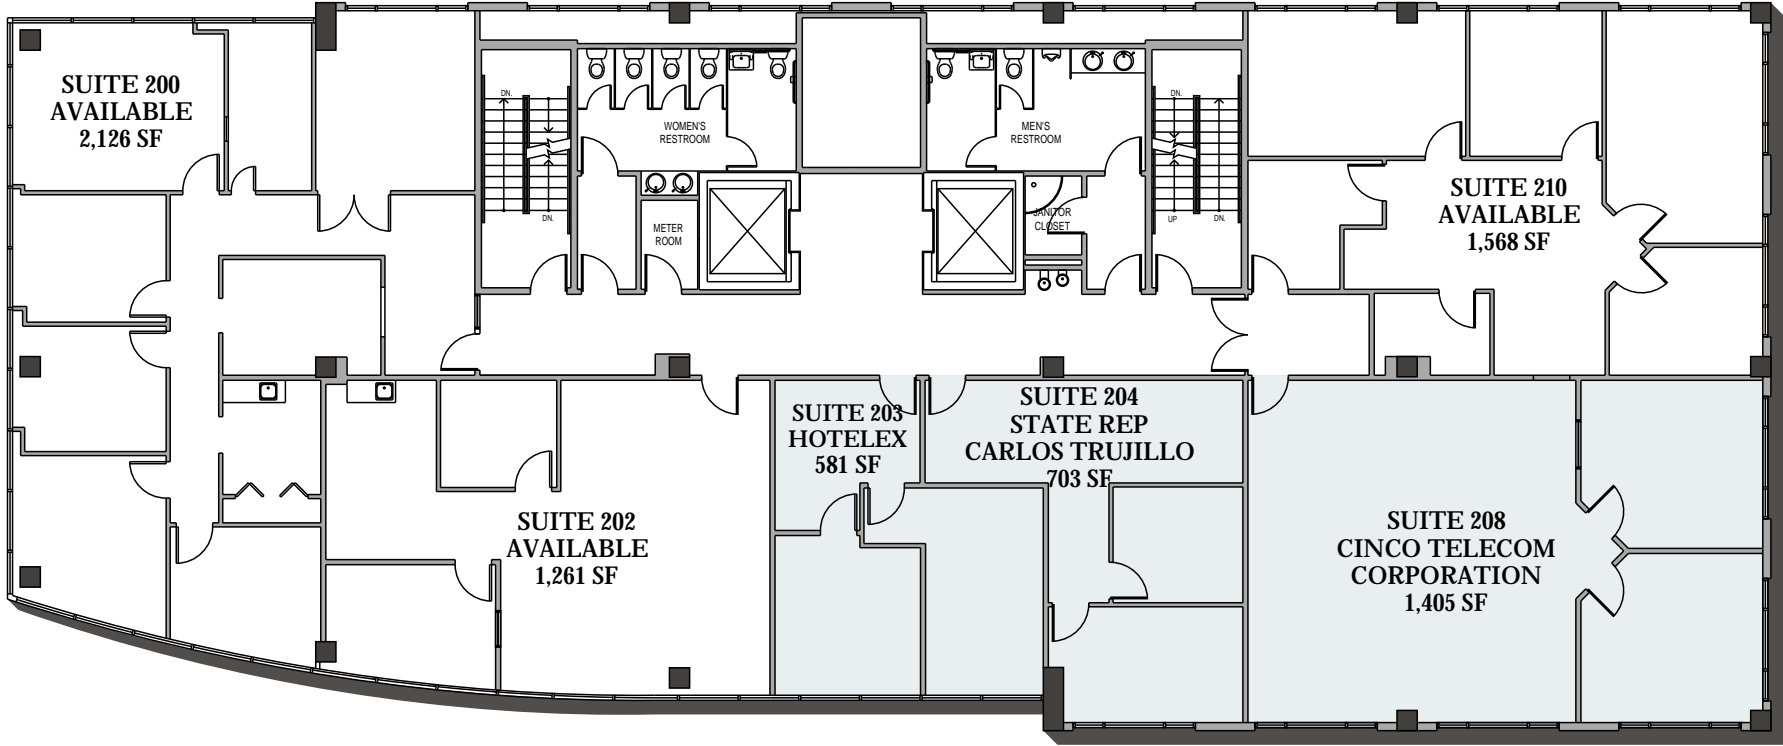 SUITE 200
AVAILABLE
2,126 SF
DN.
DN.
WOMEN'S
RESTROOM
METER
ROOM
MEN'S
RESTROOM
JANITOR
CLOSET
DN.
UP
DN.
SUITE 210
AVAILABLE
1,568 SF
SUITE 202
AVAILABLE
1,261 SF
SUITE 203
HOTELEX
581 SF
SUITE 204
STATE REP
CARLOS TRUJILLO
703 SF
SUITE 208
CINCO TELECOM
CORPORATION
1,405 SF